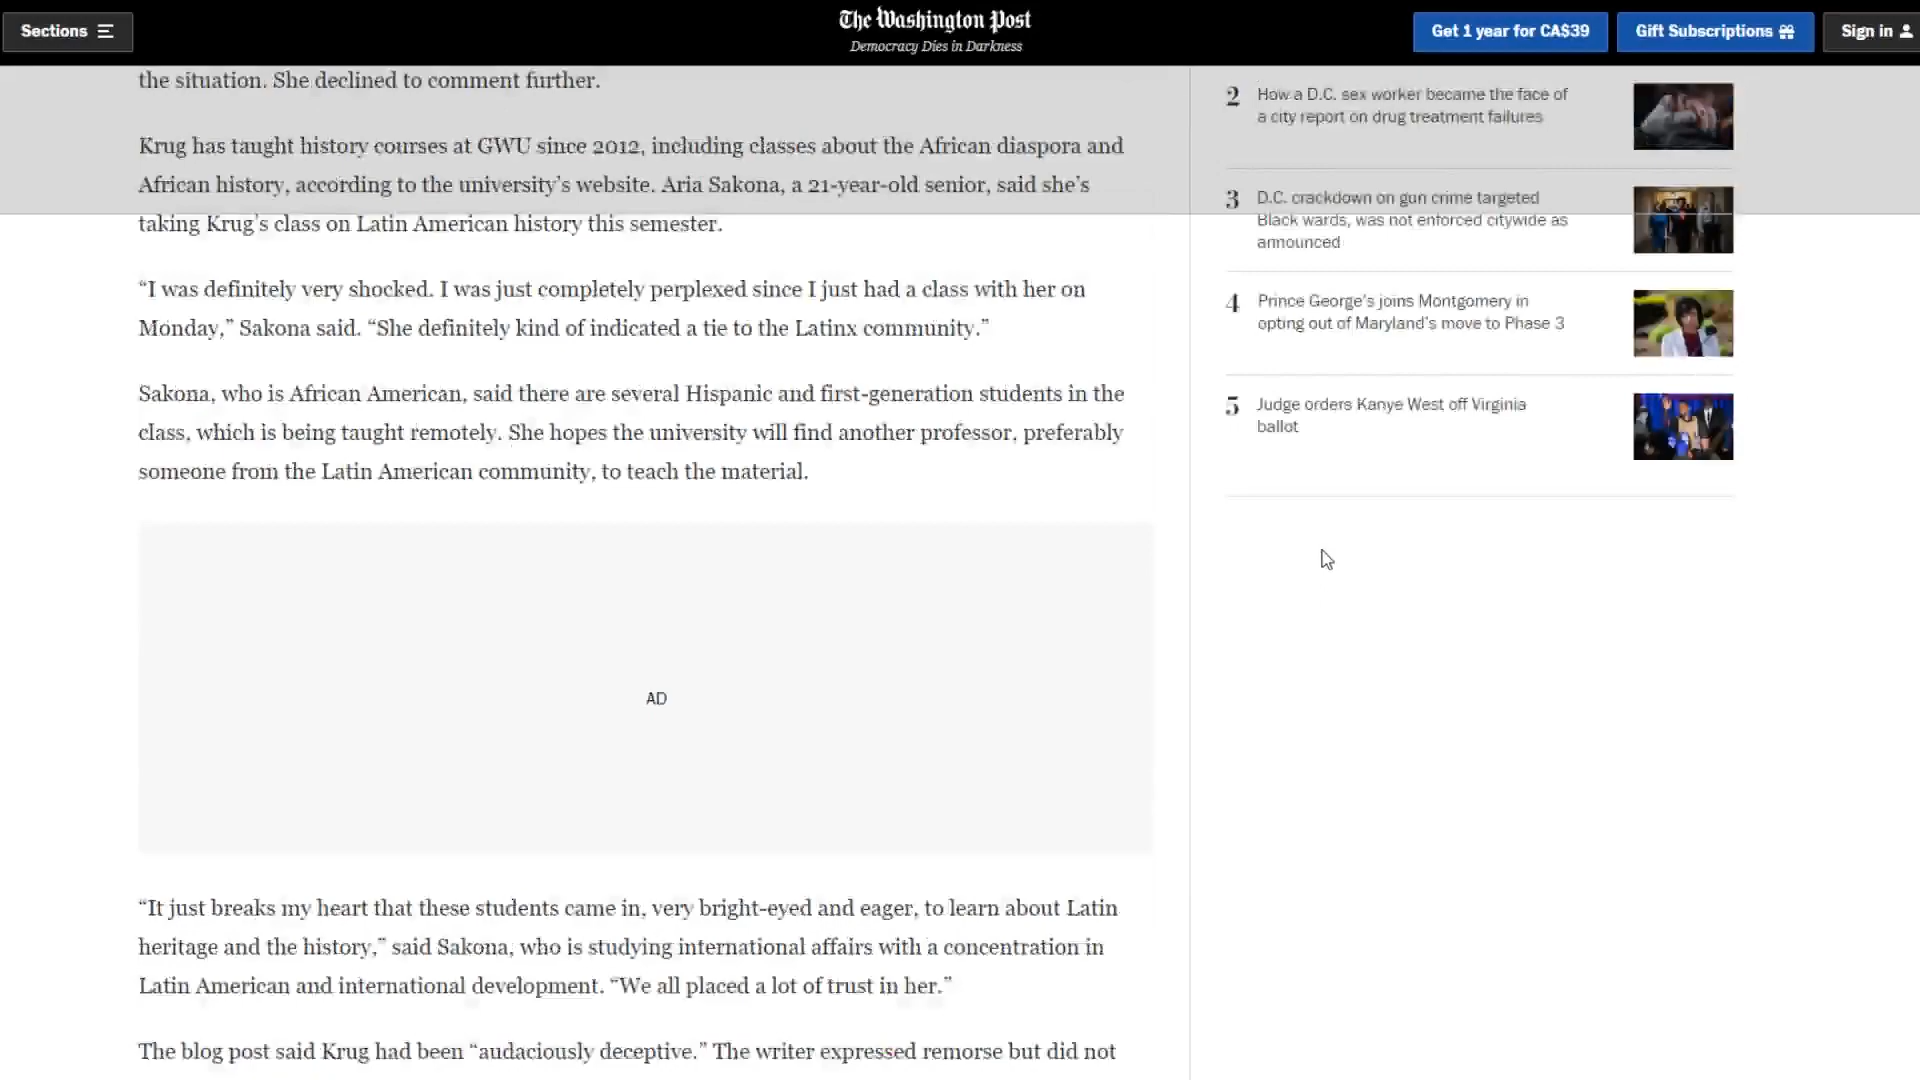 Sections
The Washington Post
Democracy Dies in Darkness
Get 1 year for CA$39
Gift Subscriptions
Sign in
the situation. She declined to comment further.
Krug has taught history courses at GWU since 2012, including classes about the African diaspora and
African history, according to the university’s website. Aria Sakona, a 21-year-old senior, said she’s
taking Krug’s class on Latin American history this semester.
“I was definitely very shocked. I was just completely perplexed since I just had a class with her on
Monday,” Sakona said. “She definitely kind of indicated a tie to the Latinx community.”
Sakona, who is African American, said there are several Hispanic and first-generation students in the
class, which is being taught remotely. She hopes the university will find another professor, preferably
someone from the Latin American community, to teach the material.
AD
“It just breaks my heart that these students came in, very bright-eyed and eager, to learn about Latin
heritage and the history,” said Sakona, who is studying international affairs with a concentration in
Latin American and international development. “We all placed a lot of trust in her.”
The blog post said Krug had been “audaciously deceptive.” The writer expressed remorse but did not
2 How a D.C. sex worker became the face of
a city report on drug treatment failures
3 D.C. crackdown on gun crime targeted
Black wards, was not enforced citywide as
announced
4 Prince George’s joins Montgomery in
opting out of Maryland’s move to Phase 3
5 Judge orders Kanye West off Virginia
ballot